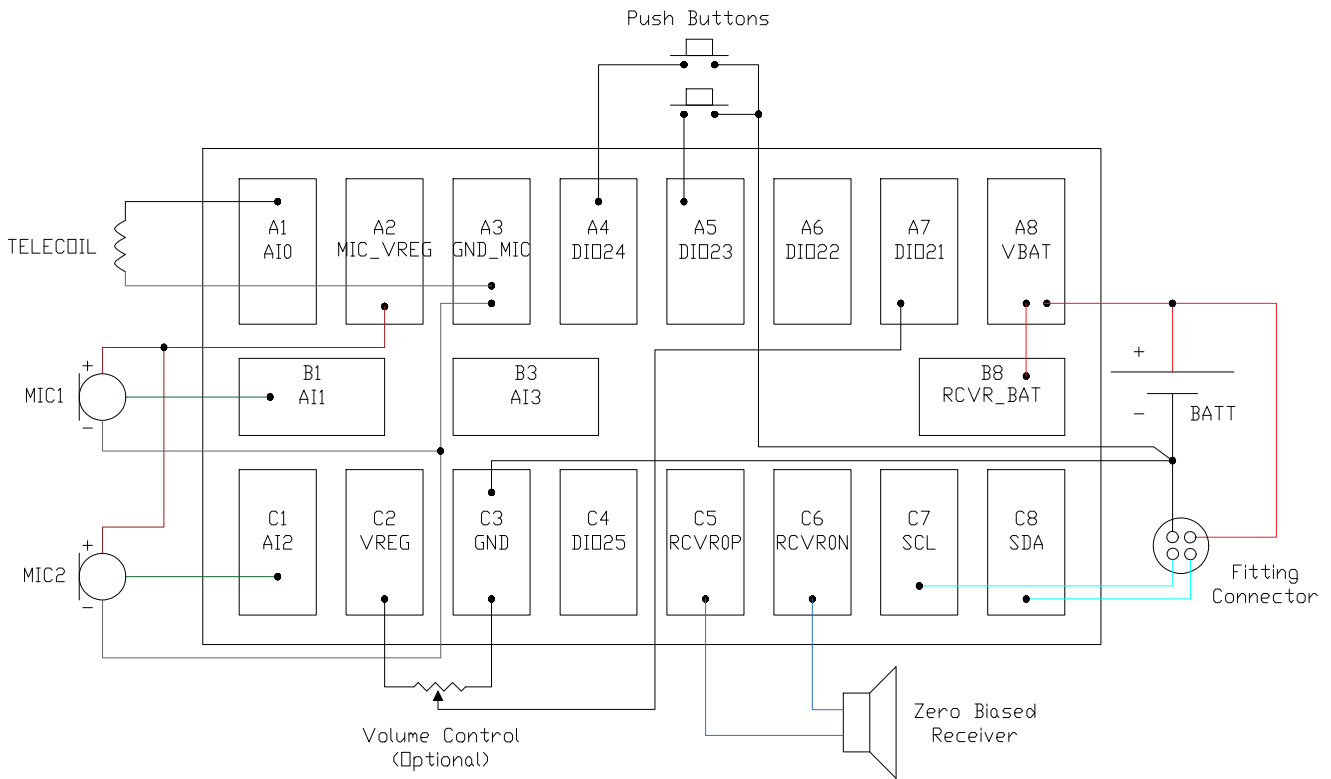 Push Buttons
TELECOIL
A1
AI0
A2
MIC_VREG
A3
GND_MIC
A4
DIO24
A5
DIO23
A6
DIO22
A7
DIO21
A8
VBAT
MIC1
+
-
B1
AI1
B3
AI3
B8
RCVR_BAT
+
-
BATT
MIC2
+
-
C1
AI2
C2
VREG
C3
GND
C4
DIO25
C5
RCVR0P
C6
RCVR0N
C7
SCL
C8
SDA
Fitting
Connector
Volume Control
(Optional)
Zero Biased
Receiver